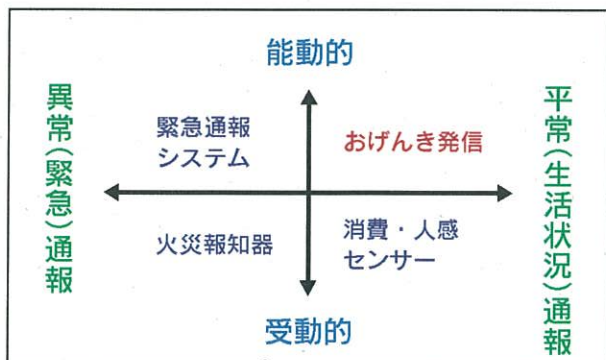 能動的
異常(緊急)通報
緊急通報
システム
おげんき発信
平常(生活状況)通報
火災報知器
消費・人感
センサー
受動的